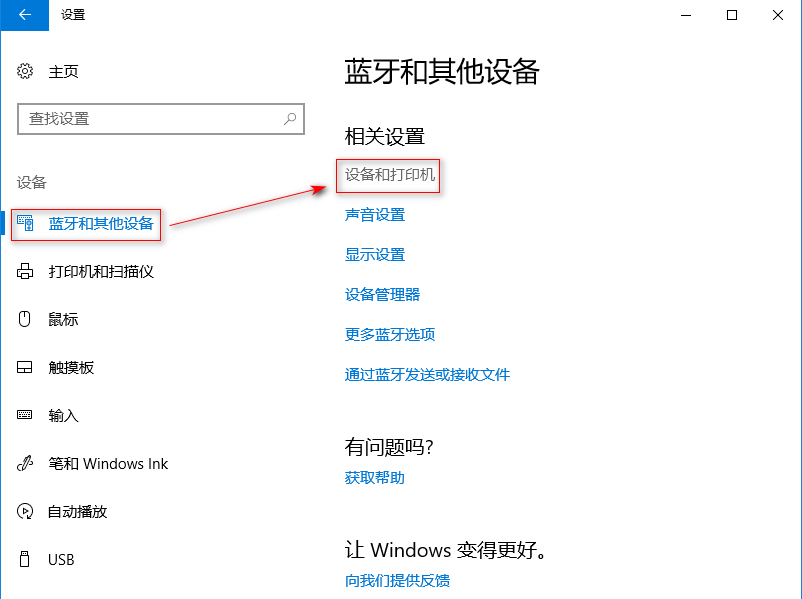 设置
主页
查找设置
设备
蓝牙和其他设备
打印机和扫描仪
鼠标
触摸板
输入
笔和 Windows Ink
自动播放
USB
蓝牙和其他设备
相关设置
设备和打印机
声音设置
显示设置
设备管理器
更多蓝牙选项
通过蓝牙发送或接收文件
有问题吗?
获取帮助
让 Windows 变得更好。
向我们提供反馈